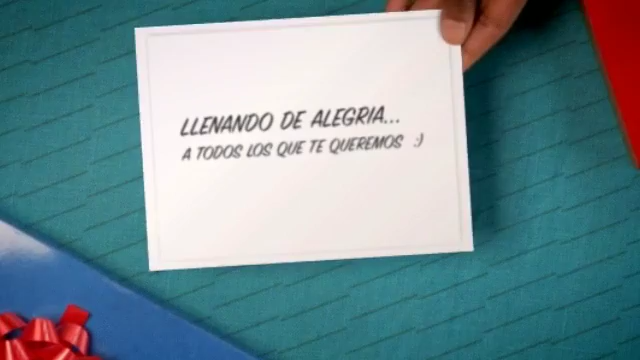 LLENANDO DE ALEGRIA...
A TODOS LOS QUE TE QUEREMOS :)